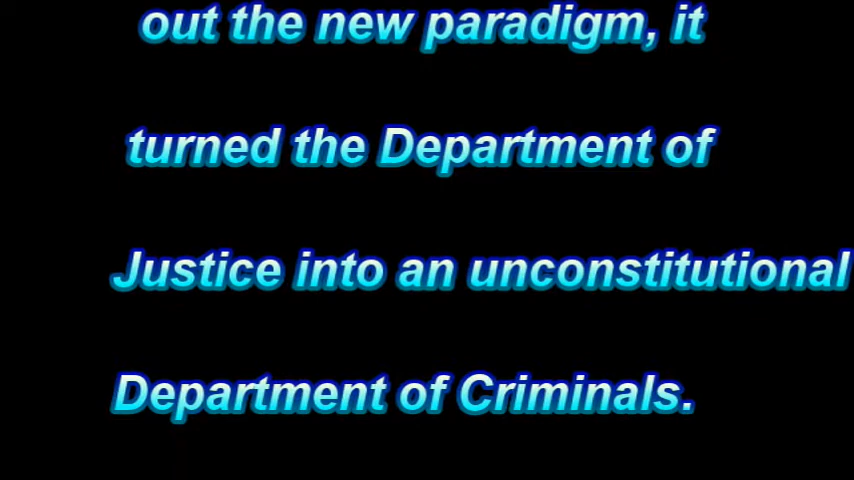 out the new paradigm, it
turned the Department of
Justice into an unconstitutional
Department of Criminals.